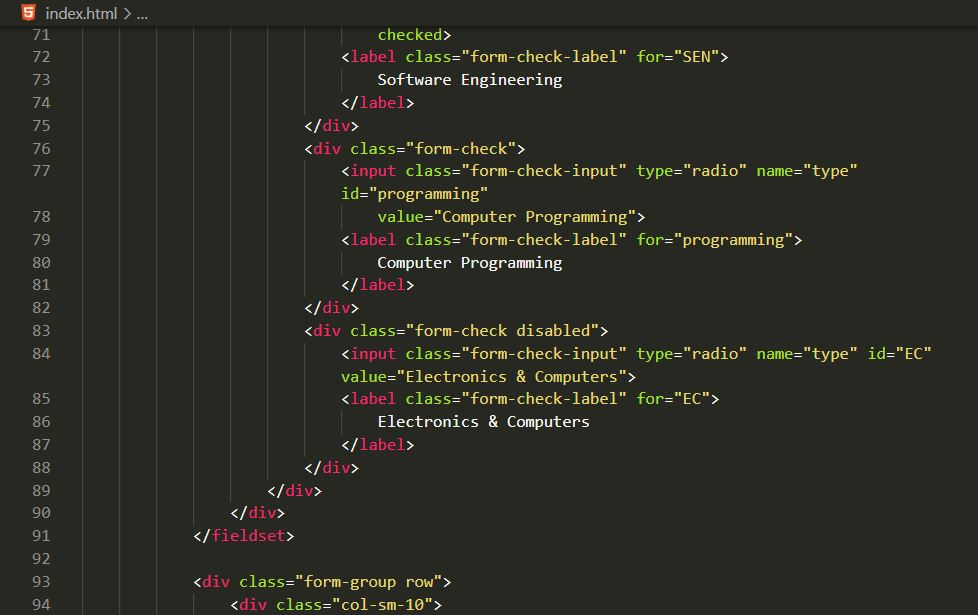 index.html > ...
71 checked>
72 <label class="form-check-label" for="SEN">
73 Software Engineering
74 </label>
75 </div>
76 <div class="form-check">
77 <input class="form-check-input" type="radio" name="type"
id="programming"
78 value="Computer Programming">
79 <label class="form-check-label" for="programming">
80 Computer Programming
81 </label>
82 </div>
83 <div class="form-check disabled">
84 <input class="form-check-input" type="radio" name="type" id="EC"
value="Electronics & Computers">
85 <label class="form-check-label" for="EC">
86 Electronics & Computers
87 </label>
88 </div>
89 </div>
90 </div>
91 </fieldset>
92
93 <div class="form-group row">
94 <div class="col-sm-10">